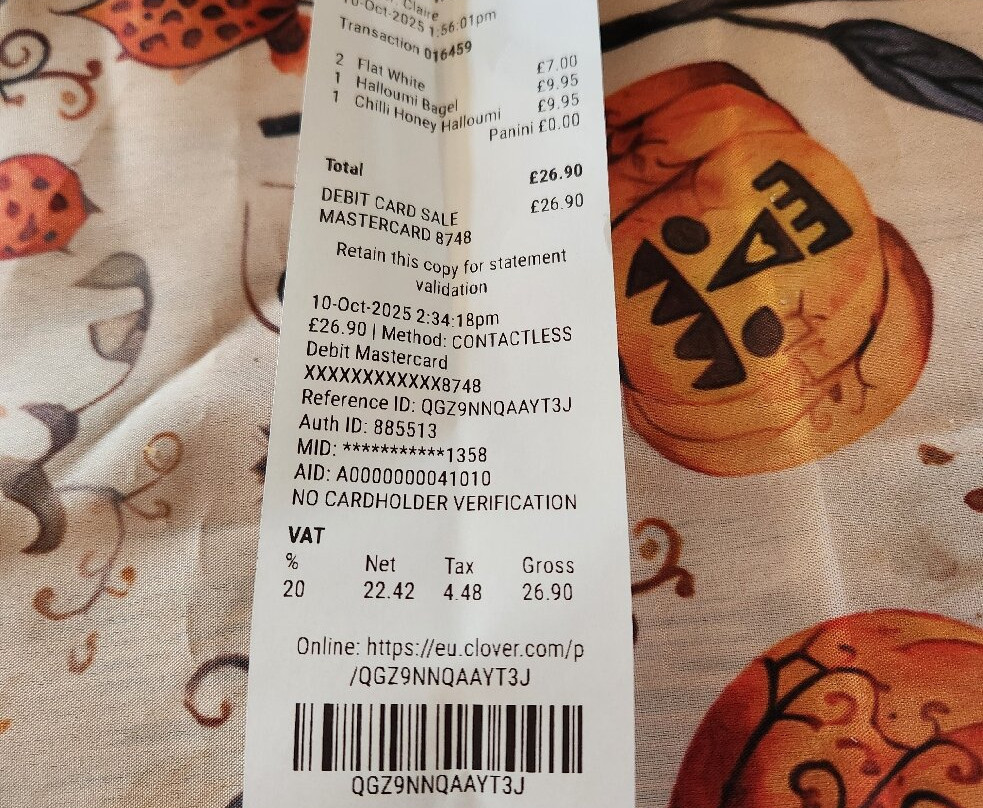 Claire
10-Oct-2025 1:56:01pm
Transaction 016459
2 Flat White £7.00
1 Halloumi Bagel £9.95
1 Chilli Honey Halloumi £9.95
Panini £0.00
Total £26.90
DEBIT CARD SALE £26.90
MASTERCARD 8748
Retain this copy for statement
validation
10-Oct-2025 2:34:18pm
£26.90 | Method: CONTACTLESS
Debit Mastercard
XXXXXXXXXXXX8748
Reference ID: QGZ9NNQAAYT3J
Auth ID: 885513
MID: ***********1358
AID: A0000000041010
NO CARDHOLDER VERIFICATION
VAT
% Net Tax Gross
20 22.42 4.48 26.90
Online: https://eu.clover.com/p
/QGZ9NNQAAYT3J
QGZ9NNQAAYT3J